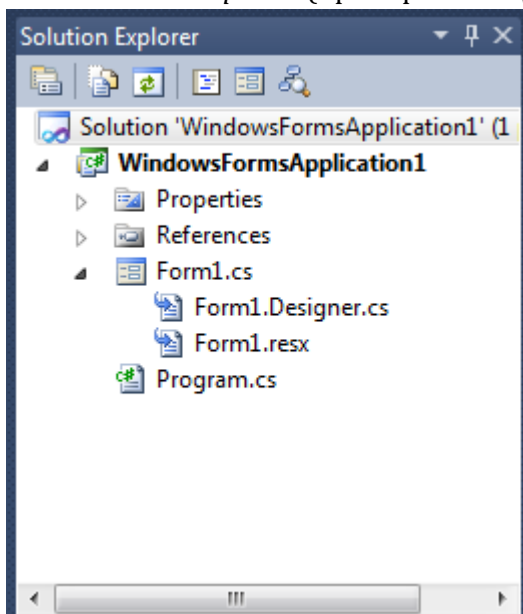 Solution Explorer
Solution 'WindowsFormsApplication1' (1
WindowsFormsApplication1
Properties
References
Form1.cs
Form1.Designer.cs
Form1.resx
Program.cs